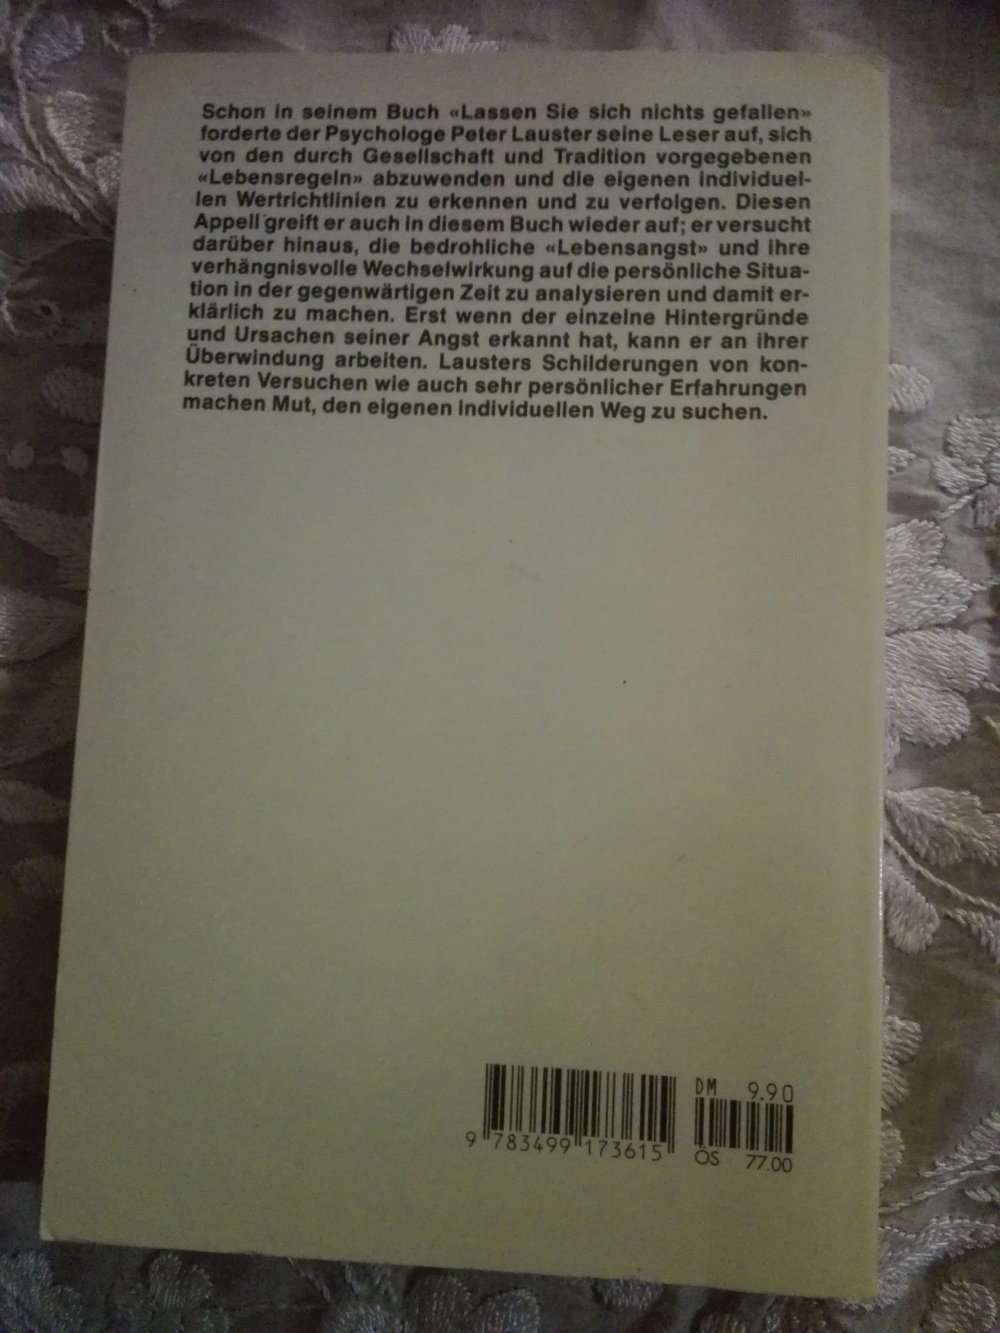 Schon in seinem Buch «Lassen Sie sich nichts gefallen»
forderte der Psychologe Peter Lauster seine Leser auf, sich
von den durch Gesellschaft und Tradition vorgegebenen
«Lebensregeln» abzuwenden und die eigenen individuel-
len Wertrichtlinien zu erkennen und zu verfolgen. Diesen
Appell greift er auch in diesem Buch wieder auf; er versucht
darüber hinaus, die bedrohliche «Lebensangst» und ihre
verhängnisvolle Wechselwirkung auf die persönliche Situa-
tion in der gegenwärtigen Zeit zu analysieren und damit er-
klärlich zu machen. Erst wenn der einzelne Hintergründe
und Ursachen seiner Angst erkannt hat, kann er an ihrer
Überwindung arbeiten. Lausters Schilderungen von kon-
kreten Versuchen wie auch sehr persönlicher Erfahrungen
machen Mut, den eigenen individuellen Weg zu suchen.
DM 9.90
9 783499 173615
ÖS 77.00